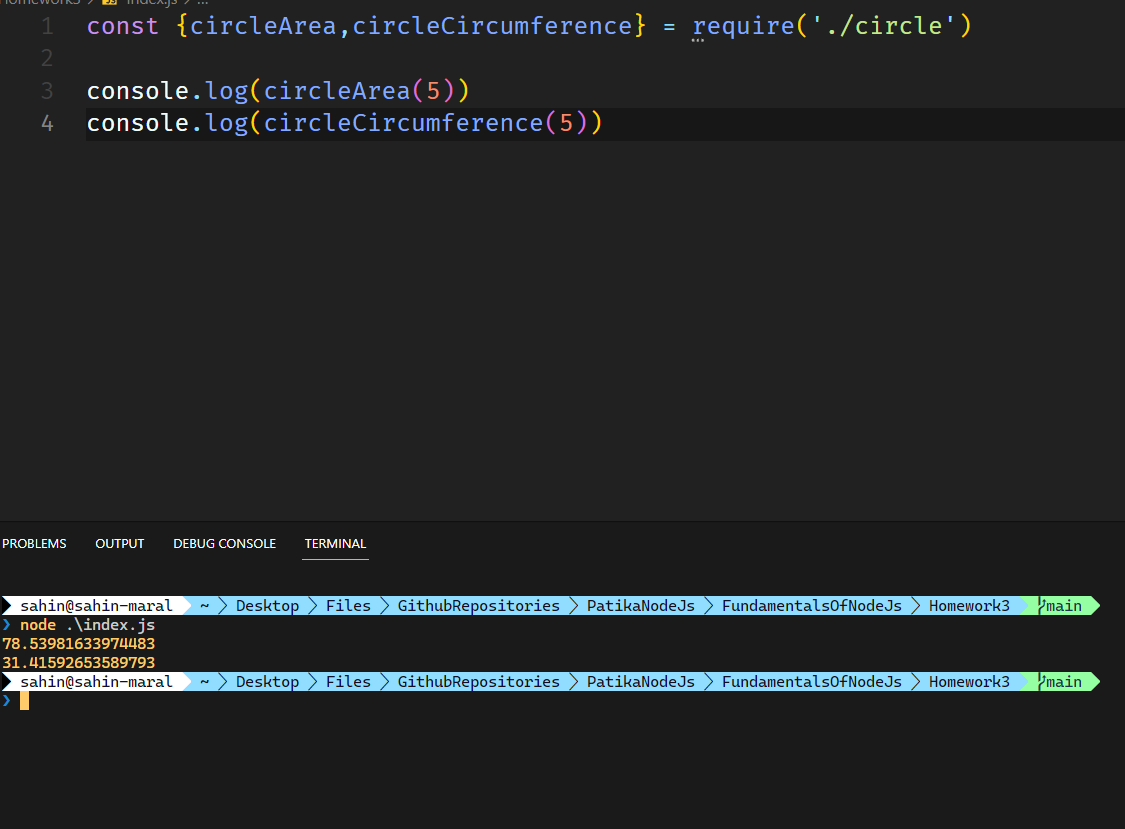 Homework3 > JS index.js > ...
1 const {circleArea,circleCircumference} = require('./circle')
2
3 console.log(circleArea(5))
4 console.log(circleCircumference(5))
PROBLEMS OUTPUT DEBUG CONSOLE TERMINAL
sahin@sahin-maral ~ > Desktop > Files > GithubRepositories > PatikaNodeJs > FundamentalsOfNodeJs > Homework3 main
❯ node .\index.js
78.53981633974483
31.41592653589793
sahin@sahin-maral ~ > Desktop > Files > GithubRepositories > PatikaNodeJs > FundamentalsOfNodeJs > Homework3 main
❯